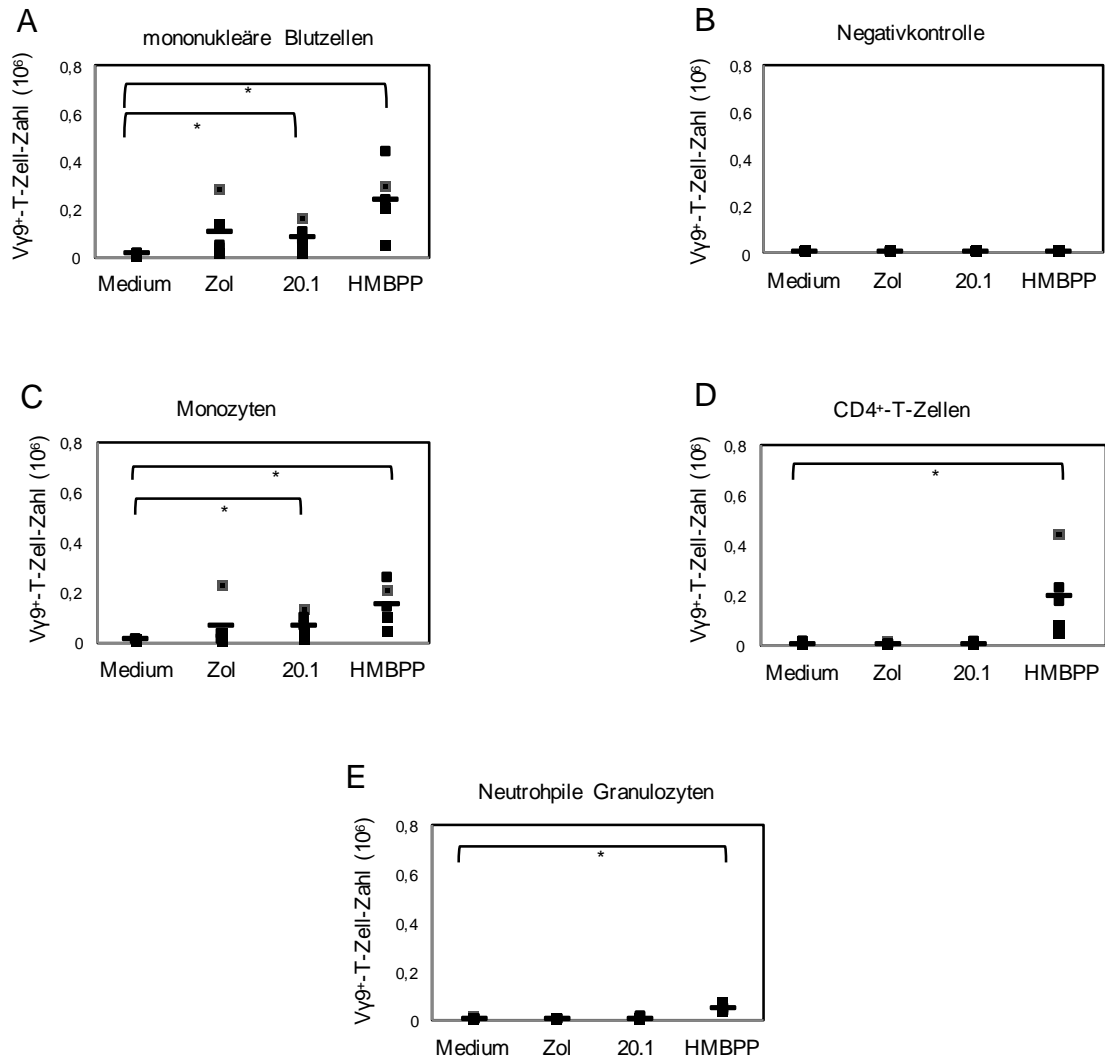 A
mononukleäre Blutzellen
Vγ9⁺-T-Zell-Zahl (10⁶)
0,8
0,6
0,4
0,2
0
*
*
Medium Zol 20.1 HMBPP
B
Negativkontrolle
Vγ9⁺-T-Zell-Zahl (10⁶)
0,8
0,6
0,4
0,2
0
Medium Zol 20.1 HMBPP
C
Monozyten
Vγ9⁺-T-Zell-Zahl (10⁶)
0,8
0,6
0,4
0,2
0
*
*
Medium Zol 20.1 HMBPP
D
CD4⁺-T-Zellen
Vγ9⁺-T-Zell-Zahl (10⁶)
0,8
0,6
0,4
0,2
0
*
Medium Zol 20.1 HMBPP
E
Neutrohpile Granulozyten
Vγ9⁺-T-Zell-Zahl (10⁶)
0,8
0,6
0,4
0,2
0
*
Medium Zol 20.1 HMBPP